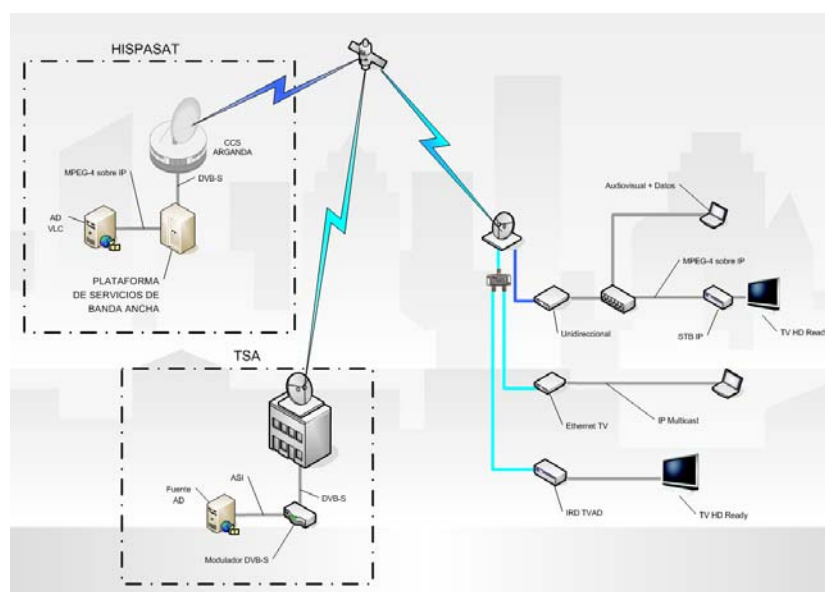 HISPASAT
CCS
ARGANDA
MPEG-4 sobre IP
DVB-S
AD
VLC
PLATAFORMA
DE SERVICIOS DE
BANDA ANCHA
Audiovisual + Datos
MPEG-4 sobre IP
Unidireccional
STB IP
TV HD Ready
TSA
Ethernet TV
IP Multicast
ASI
Fuente
AD
DVB-S
Modulador DVB-S
IRD TVAD
TV HD Ready